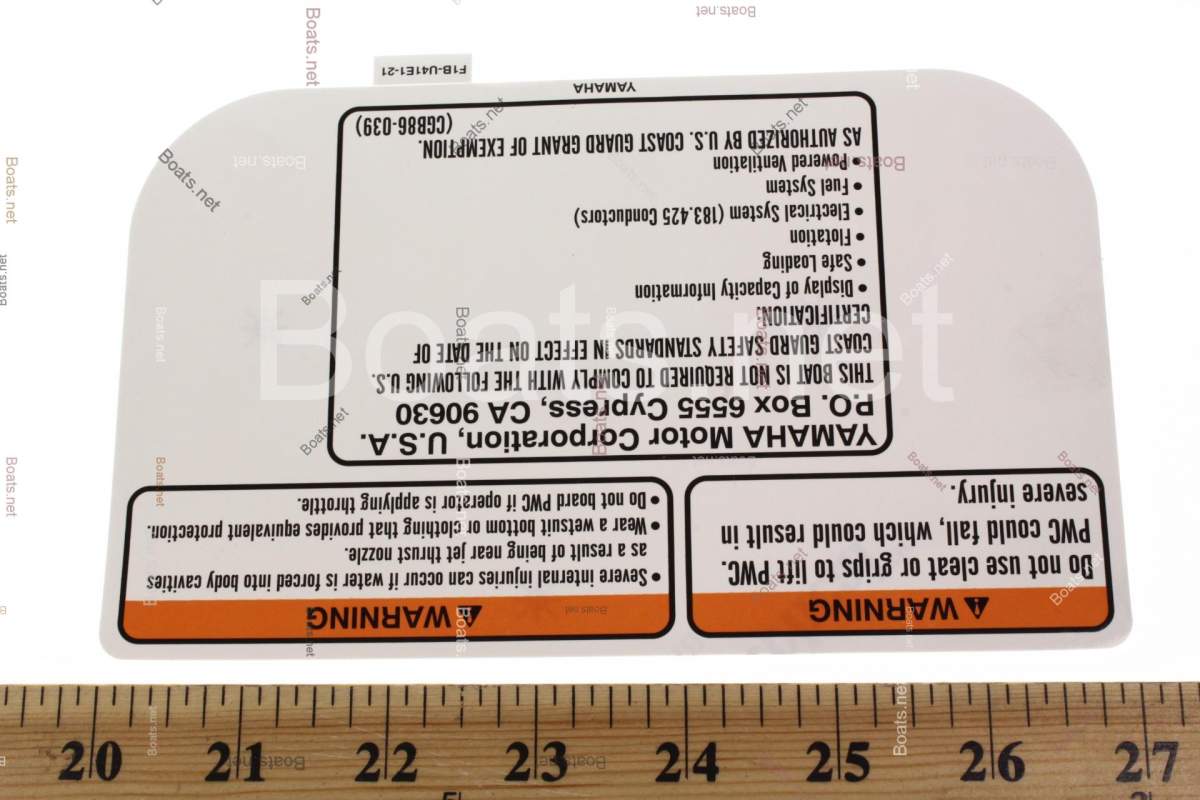 ⚠WARNING
Do not use cleat or grips to lift PWC.
PWC could fall, which could result in
severe injury.
⚠WARNING
• Severe internal injuries can occur if water is forced into body cavities
as a result of being near jet thrust nozzle.
• Wear a wetsuit bottom or clothing that provides equivalent protection.
• Do not board PWC if operator is applying throttle.
YAMAHA Motor Corporation, U.S.A.
P.O. Box 6555 Cypress, CA 90630
THIS BOAT IS NOT REQUIRED TO COMPLY WITH THE FOLLOWING U.S.
COAST GUARD SAFETY STANDARDS IN EFFECT ON THE DATE OF
CERTIFICATION:
• Display of Capacity Information
• Safe Loading
• Flotation
• Electrical System (183.425 Conductors)
• Fuel System
• Powered Ventilation
AS AUTHORIZED BY U.S. COAST GUARD GRANT OF EXEMPTION.
(CGB86-039)
YAMAHA
F1B-U41E1-21
Boats.net
20 21 22 23 24 25 26 27